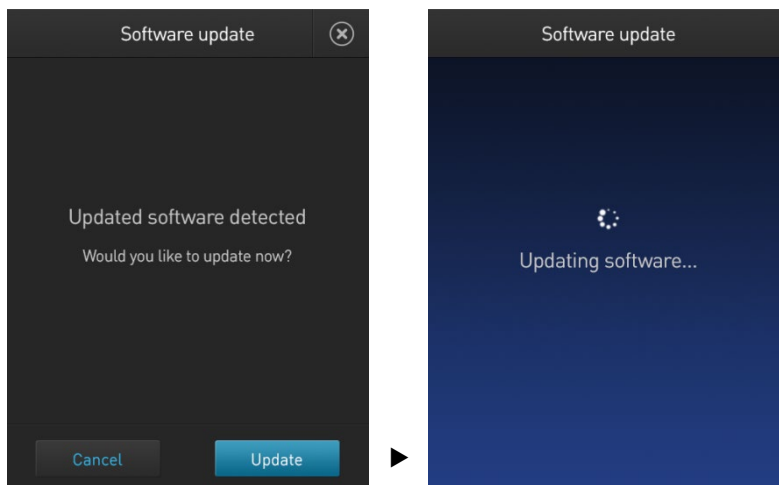 Software update
Updated software detected
Would you like to update now?
Cancel
Update
Software update
Updating software...